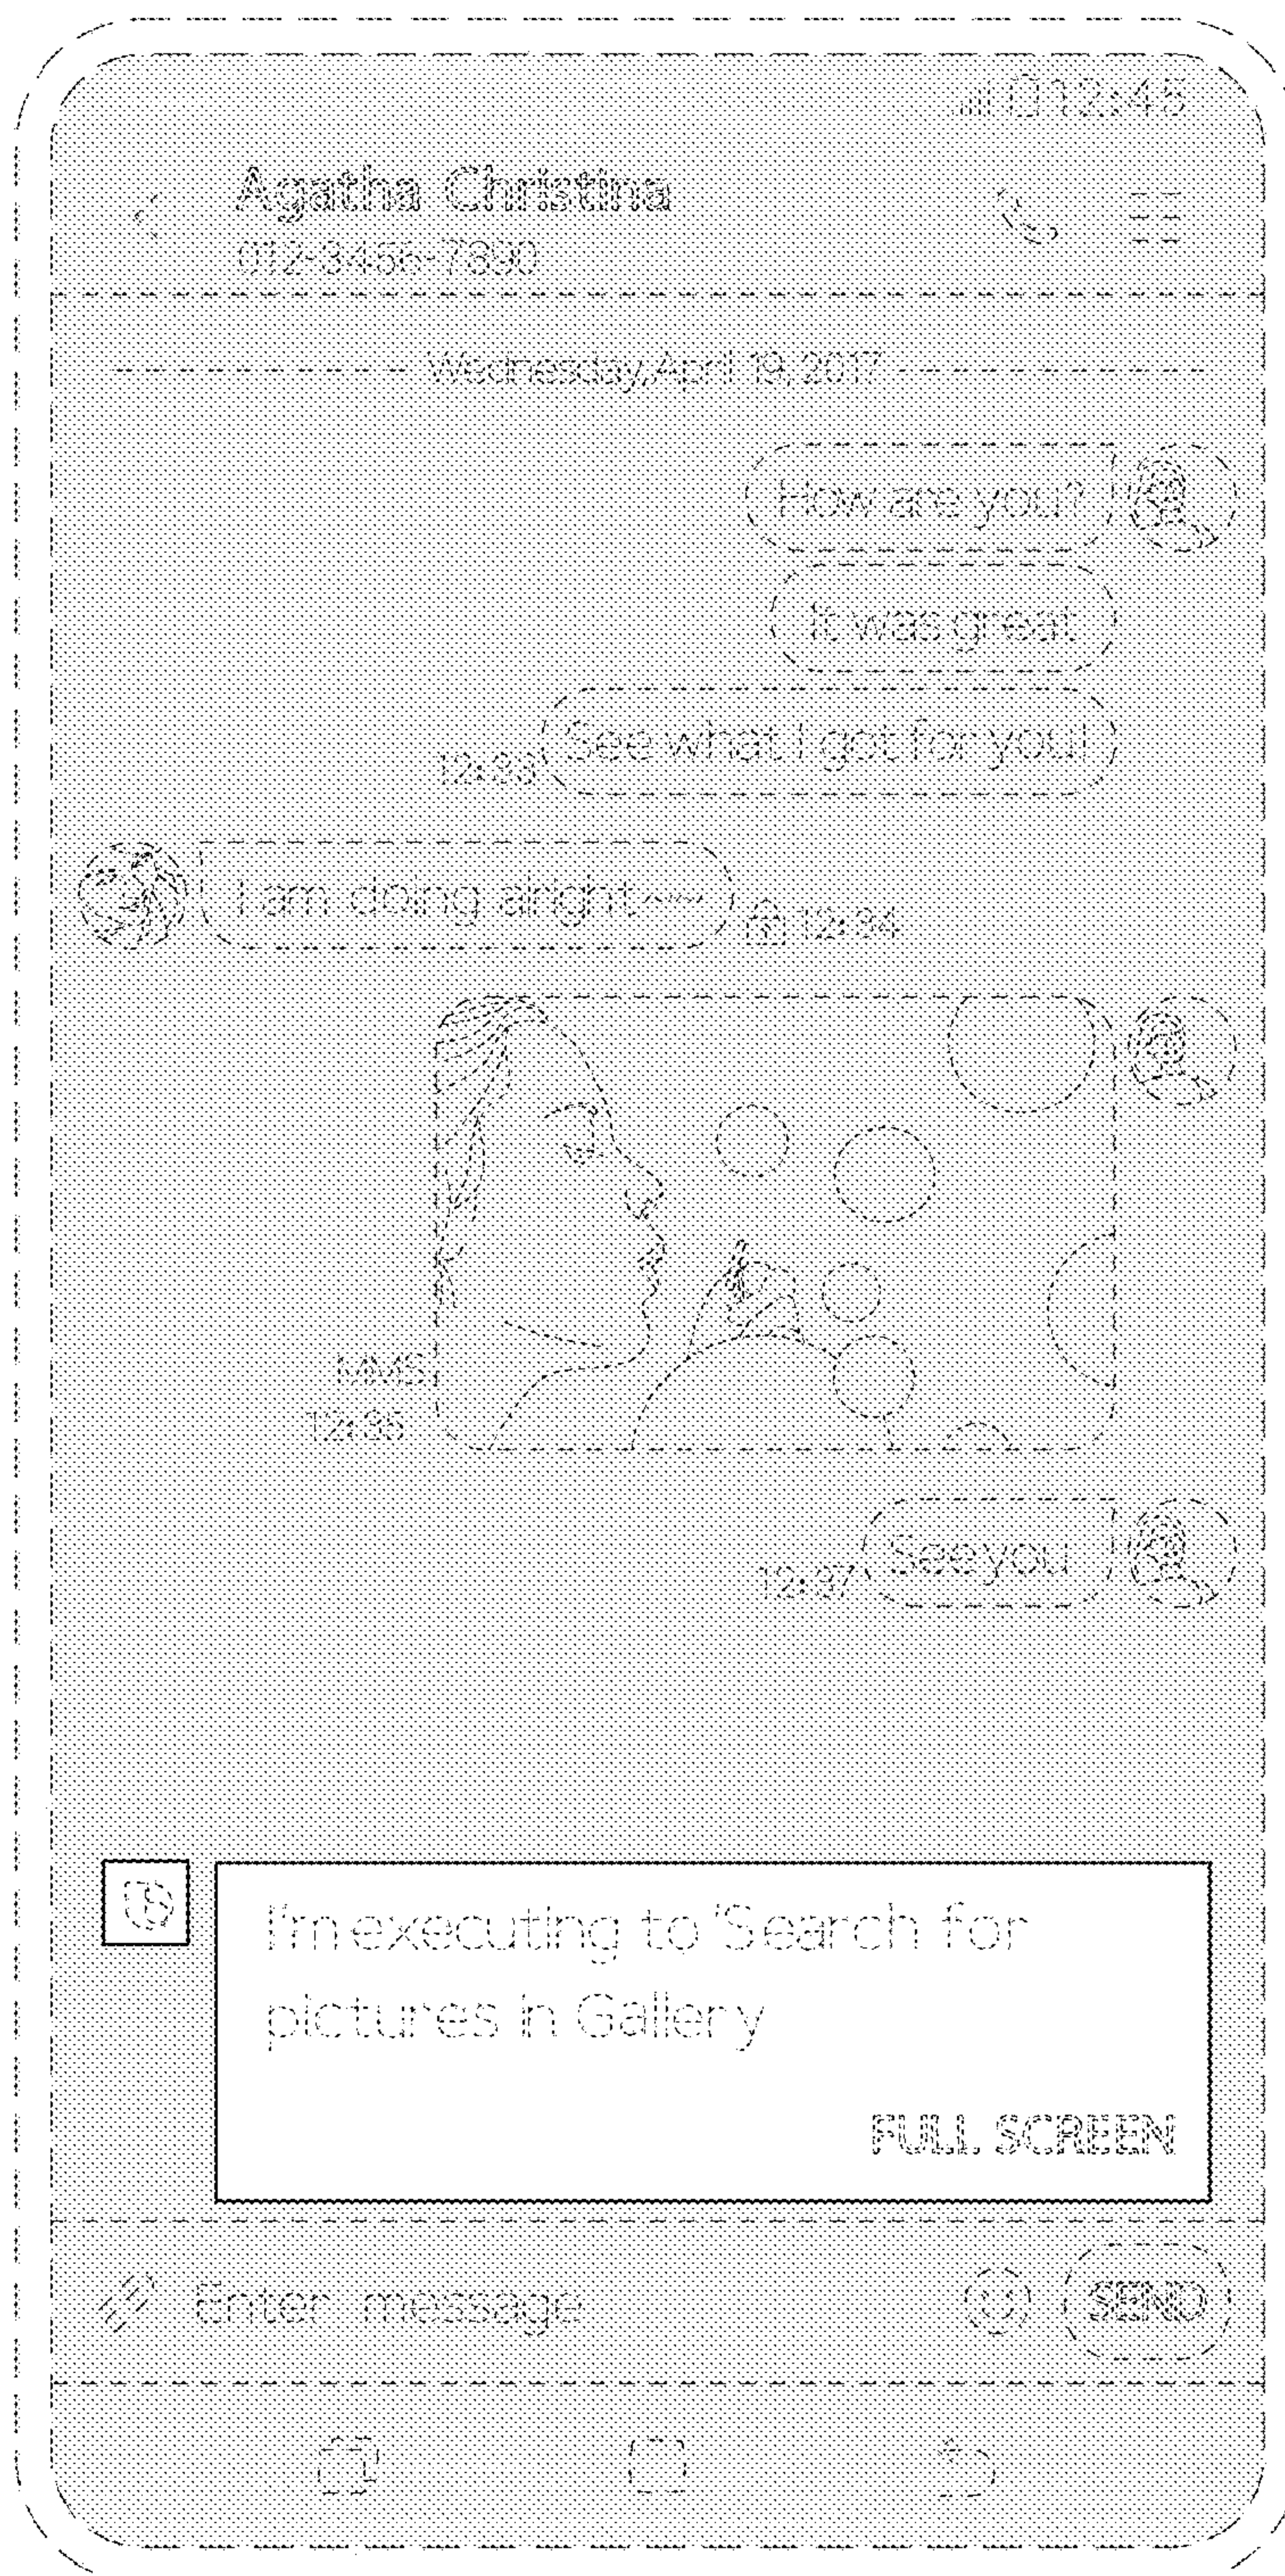 12:45
Agatha Christina
012-3456-7890
Wednesday, April 19, 2017
How are you?
It was great
See what I got for you!
12:33
I am doing alright~~
12:34
MMS
12:35
See you
12:37
I'm executing to 'Search for
pictures in Gallery
FULL SCREEN
Enter message
SEND